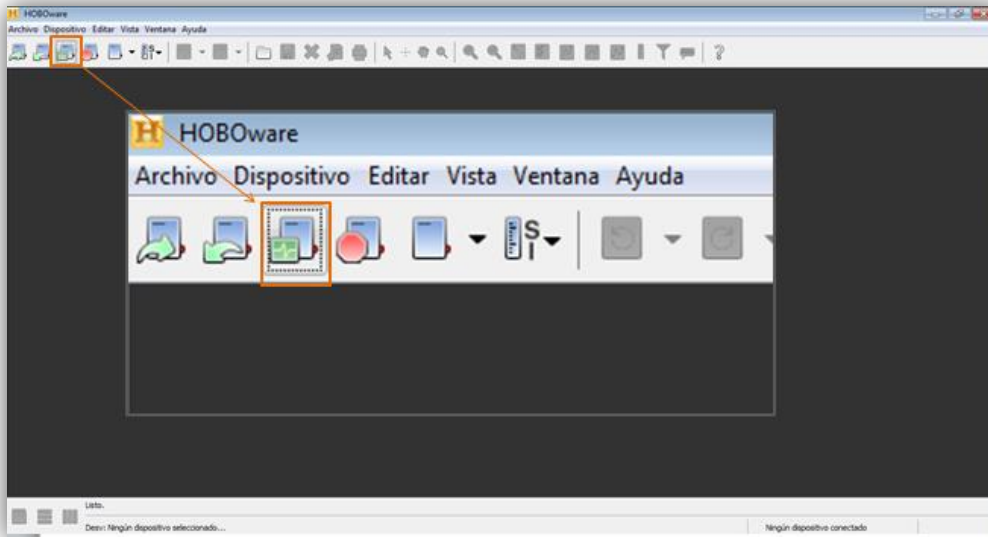 HOBOware
Archivo Dispositivo Editar Vista Ventana Ayuda
H HOBOware
Archivo Dispositivo Editar Vista Ventana Ayuda
S
I
Listo.
Desv: Ningún dispositivo seleccionado...
Ningún dispositivo conectado